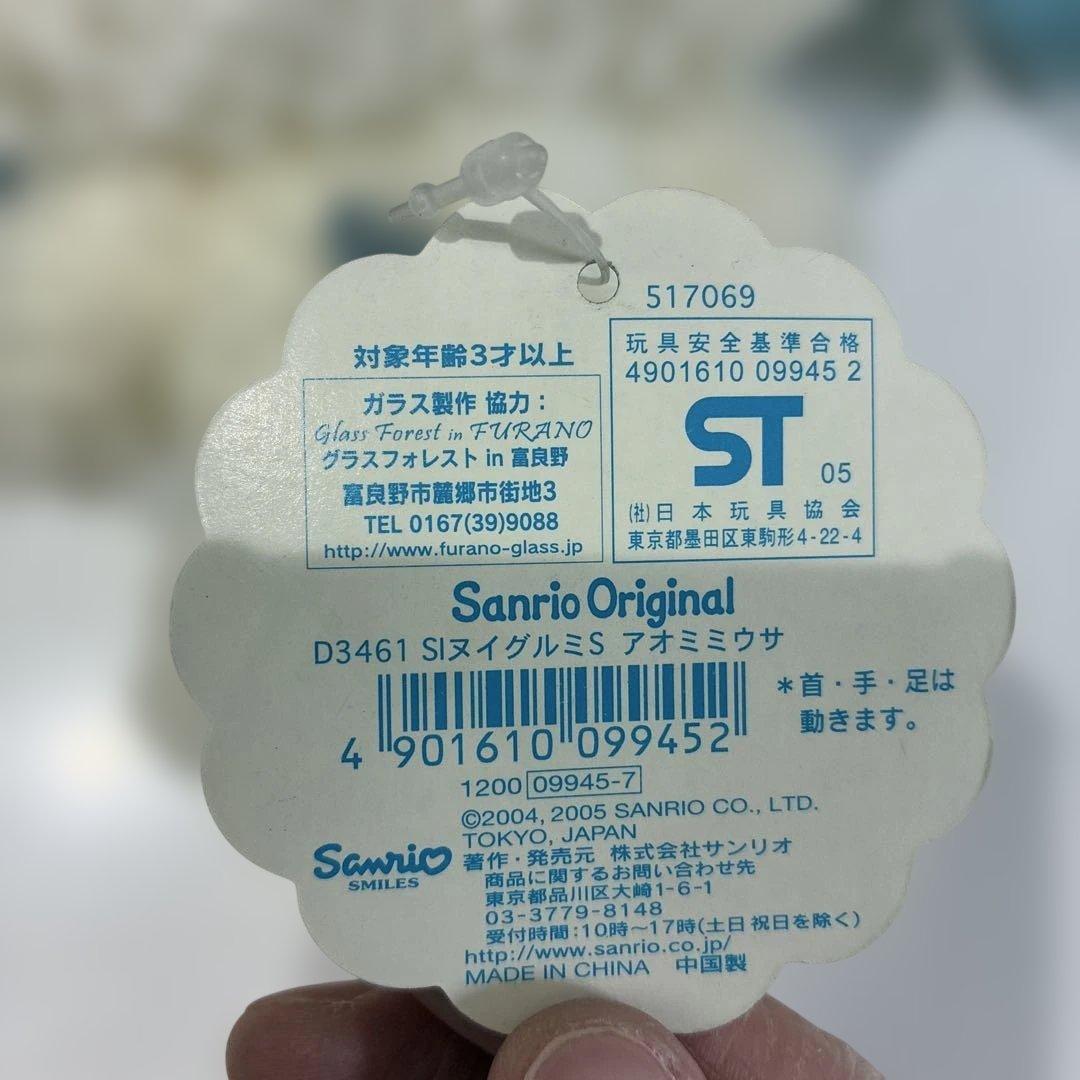 517069
対象年齢3才以上
ガラス製作 協力：
Glass Forest in FURANO
グラスフォレスト in 富良野
富良野市麓郷市街地3
TEL 0167(39)9088
http://www.furano-glass.jp
玩具安全基準合格
4901610 09945 2
ST 05
(社)日本玩具協会
東京都墨田区東駒形4-22-4
Sanrio Original
D3461 SIヌイグルミS アオミミウサ
4 901610 099452
*首・手・足は
動きます。
1200 09945-7
©2004, 2005 SANRIO CO., LTD.
TOKYO, JAPAN
Sanrio
SMILES
著作・発売元 株式会社サンリオ
商品に関するお問い合わせ先
東京都品川区大崎1-6-1
03-3779-8148
受付時間:10時～17時(土日祝日を除く)
http://www.sanrio.co.jp/
MADE IN CHINA 中国製